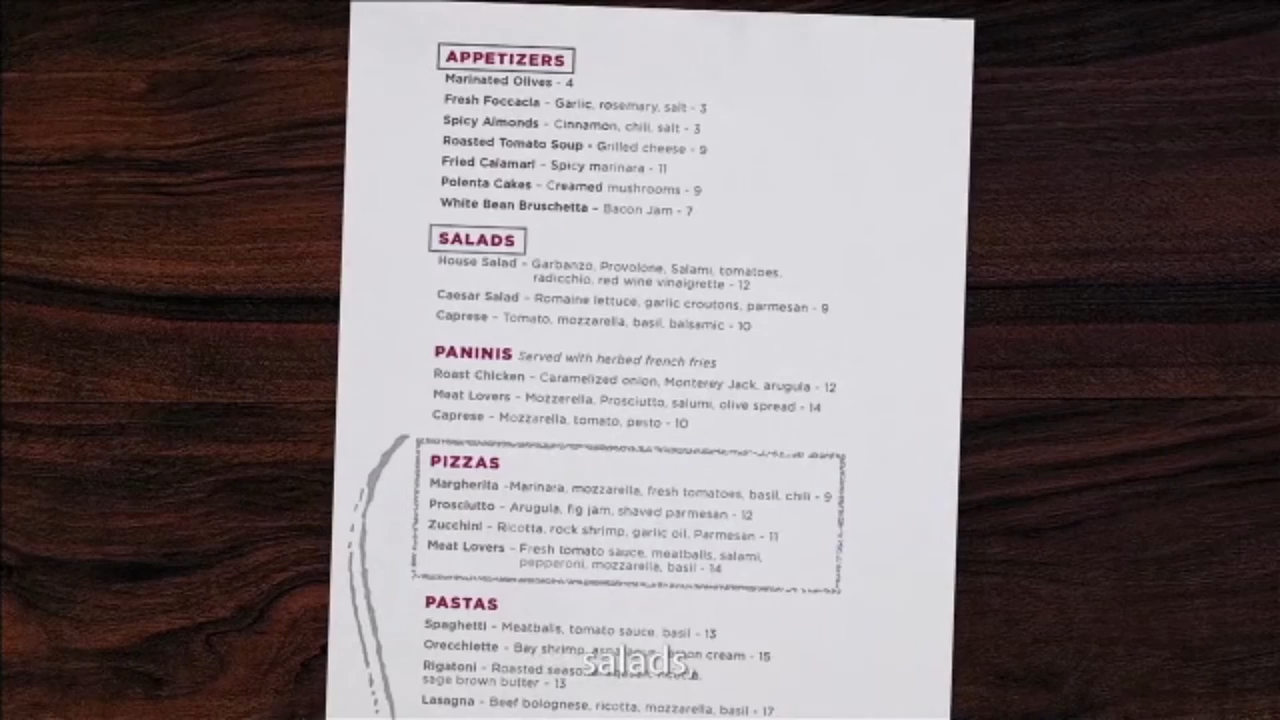 APPETIZERS
Marinated Olives - 4
Fresh Foccacia - Garlic, rosemary, salt - 3
Spicy Almonds - Cinnamon, chili, salt - 3
Roasted Tomato Soup - Grilled cheese - 9
Fried Calamari - Spicy marinara - 11
Polenta Cakes - Creamed mushrooms - 9
White Bean Bruschetta - Bacon Jam - 7
SALADS
House Salad - Garbanzo, Provolone, Salami, tomatoes,
radicchio, red wine vinaigrette - 12
Caesar Salad - Romaine lettuce, garlic croutons, parmesan - 9
Caprese - Tomato, mozzarella, basil, balsamic - 10
PANINIS Served with herbed french fries
Roast Chicken - Caramelized onion, Monterey Jack, arugula - 12
Meat Lovers - Mozzerella, Prosciutto, salumi, olive spread - 14
Caprese - Mozzarella, tomato, pesto - 10
PIZZAS
Margherita -Marinara, mozzarella, fresh tomatoes, basil, chili - 9
Prosciutto - Arugula, fig jam, shaved parmesan - 12
Zucchini - Ricotta, rock shrimp, garlic oil, Parmesan - 11
Meat Lovers - Fresh tomato sauce, meatballs, salami,
pepperoni, mozzarella, basil - 14
PASTAS
Spaghetti - Meatballs, tomato sauce, basil - 13
Orecchiette - Bay shrimp, cream - 15
Rigatoni - Roasted
sage brown butter - 13
Lasagna - Beef bolognese, ricotta, mozzarella, basil - 17
salads